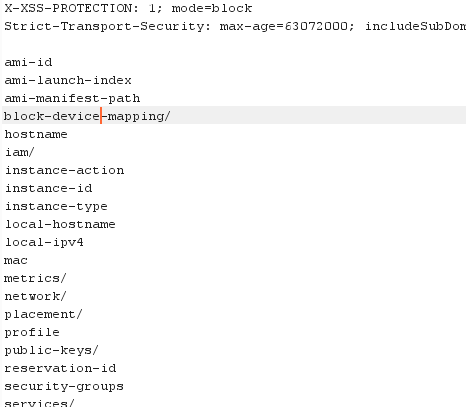 X-XSS-PROTECTION: 1; mode=block
Strict-Transport-Security: max-age=63072000; includeSubDom
ami-id
ami-launch-index
ami-manifest-path
block-device-mapping/
hostname
iam/
instance-action
instance-id
instance-type
local-hostname
local-ipv4
mac
metrics/
network/
placement/
profile
public-keys/
reservation-id
security-groups
services/